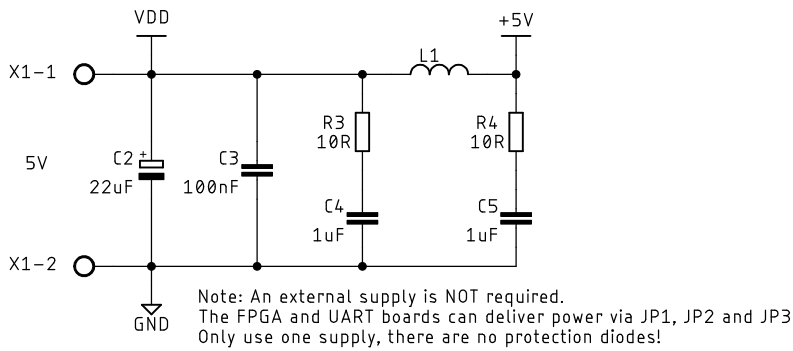 VDD
+5V
X1-1
L1
R3
10R
R4
10R
5V
C2
+
22uF
C3
100nF
C4
1uF
C5
1uF
X1-2
GND
Note: An external supply is NOT required.
The FPGA and UART boards can deliver power via JP1, JP2 and JP3
Only use one supply, there are no protection diodes!